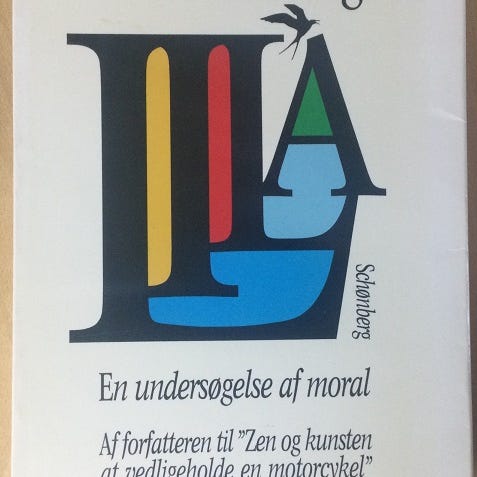 LILA
Schønberg
En undersøgelse af moral
Af forfatteren til "Zen og kunsten
at vedligeholde en motorcykel"